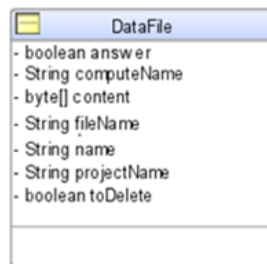 DataFile
- boolean answer
- String computeName
- byte[] content
- String fileName
- String name
- String projectName
- boolean toDelete